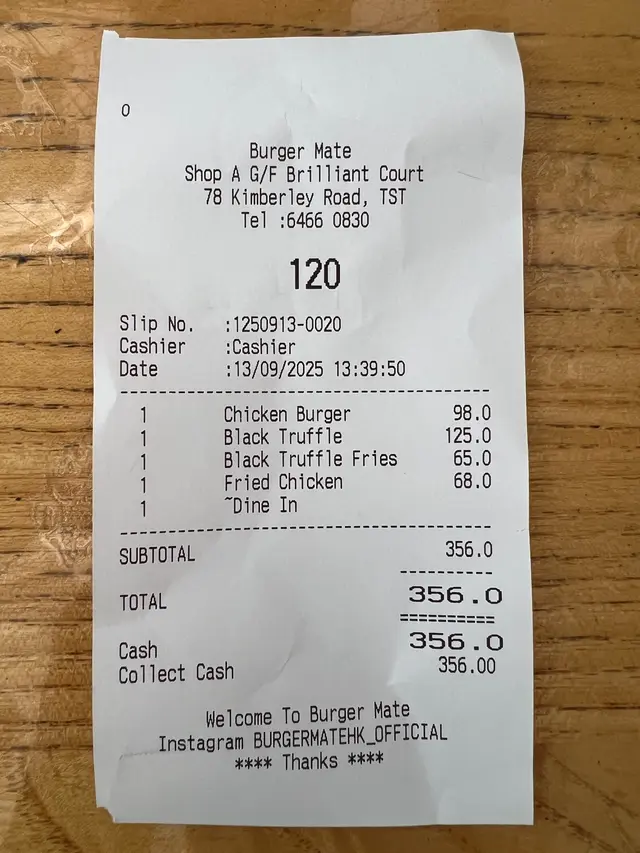 0
Burger Mate
Shop A G/F Brilliant Court
78 Kimberley Road, TST
Tel :6466 0830
120
Slip No. :1250913-0020
Cashier :Cashier
Date :13/09/2025 13:39:50
--------------------------------------------------
1 Chicken Burger 98.0
1 Black Truffle 125.0
1 Black Truffle Fries 65.0
1 Fried Chicken 68.0
1 ~Dine In
--------------------------------------------------
SUBTOTAL 356.0
------------
TOTAL 356.0
==========
Cash 356.0
Collect Cash 356.00
Welcome To Burger Mate
Instagram BURGERMATEHK_OFFICIAL
**** Thanks ****